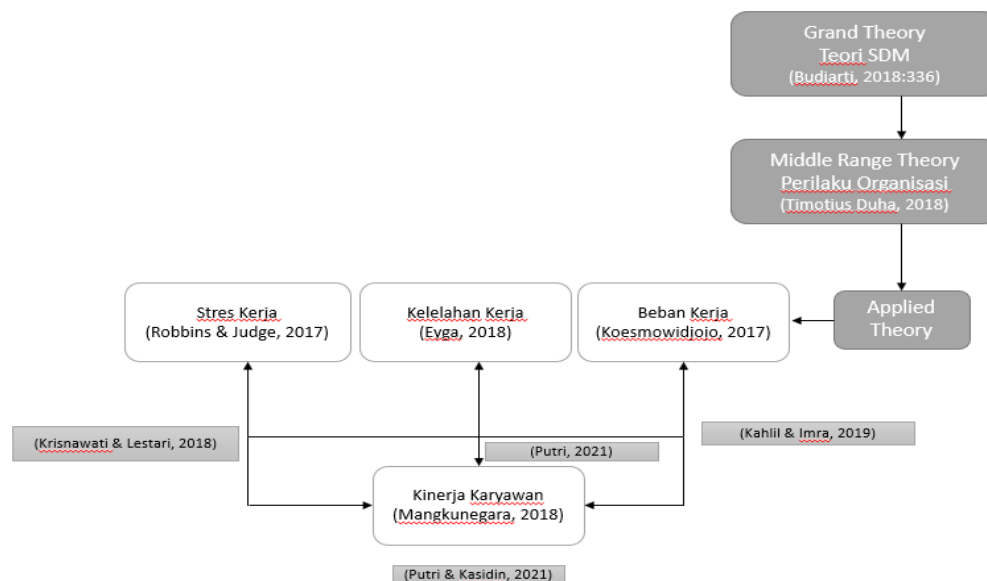 Grand Theory
Teori SDM
(Budiarti, 2018:336)
Middle Range Theory
Perilaku Organisasi
(Timotius Duha, 2018)
Applied
Theory
Stres Kerja
(Robbins & Judge, 2017)
Kelelahan Kerja
(Eyga, 2018)
Beban Kerja
(Koesmowidjojo, 2017)
(Krisnawati & Lestari, 2018)
(Putri, 2021)
(Kahlil & Imra, 2019)
Kinerja Karyawan
(Mangkunegara, 2018)
(Putri & Kasidin, 2021)